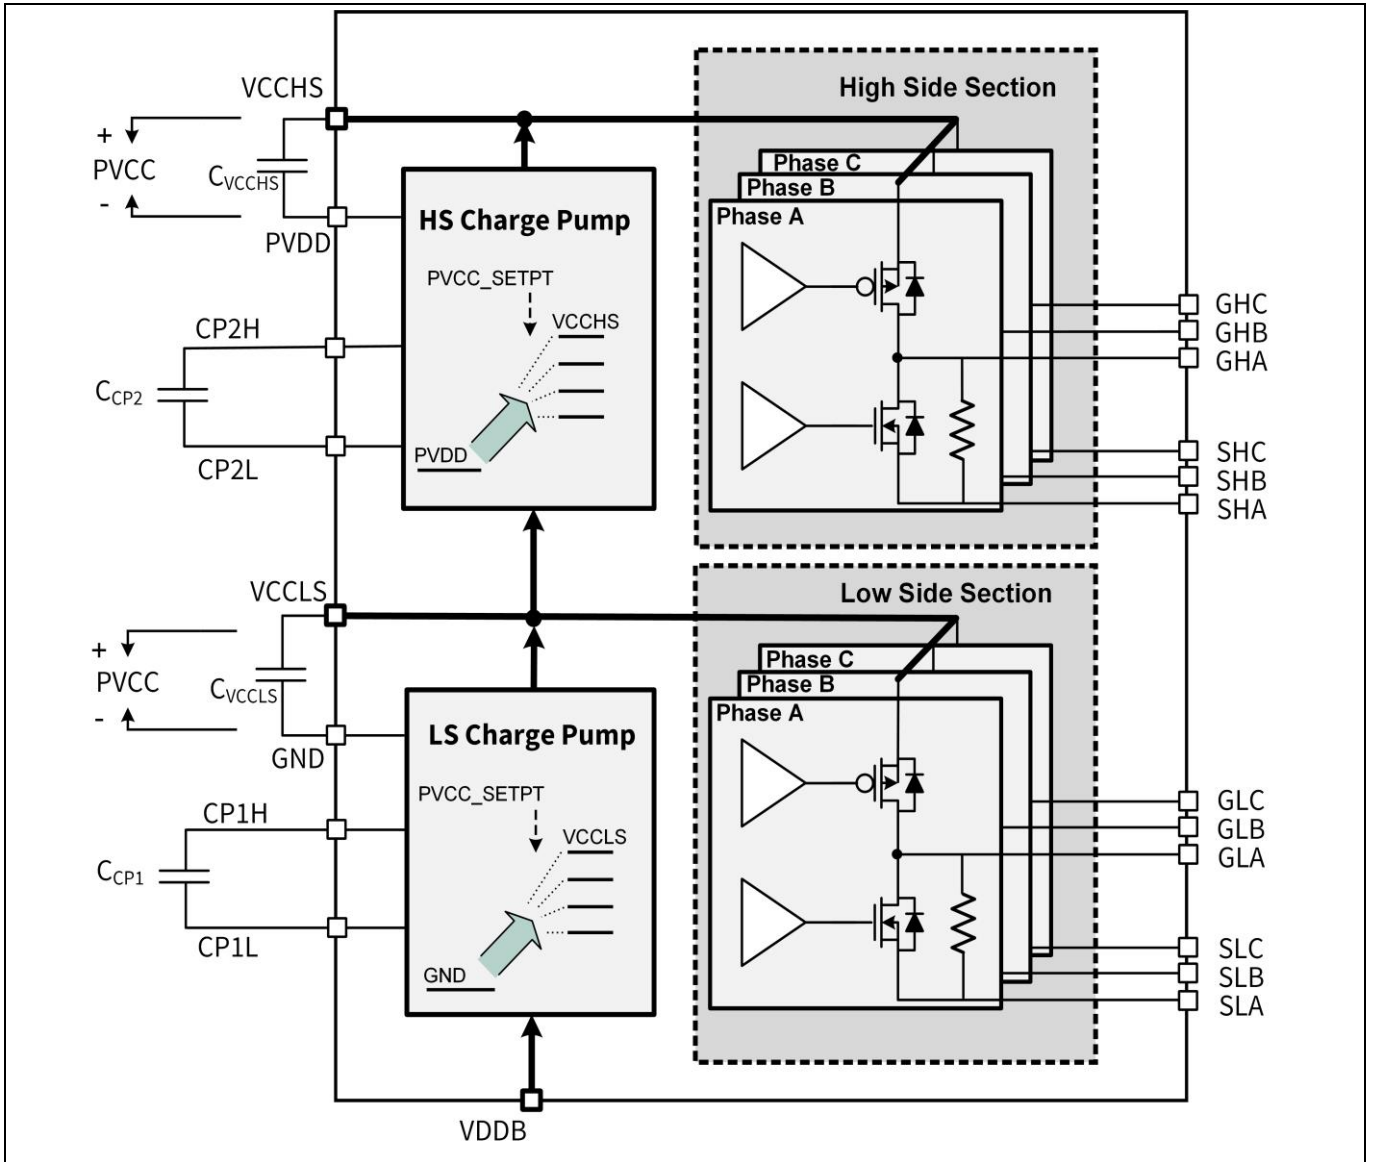 VCCHS
+
PVCC
-
CVCCHS
PVDD
CP2H
CCP2
CP2L
HS Charge Pump
PVCC_SETPT
VCCHS
PVDD
High Side Section
Phase C
Phase B
Phase A
GHC
GHB
GHA
SHC
SHB
SHA
VCCLS
+
PVCC
-
CVCCLS
GND
CP1H
CCP1
CP1L
LS Charge Pump
PVCC_SETPT
VCCLS
GND
Low Side Section
Phase C
Phase B
Phase A
GLC
GLB
GLA
SLC
SLB
SLA
VDDB